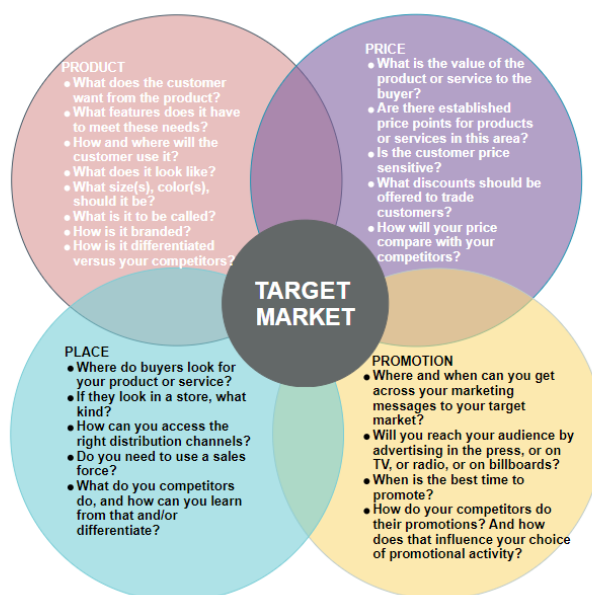 PRODUCT
● What does the customer
want from the product?
● What features does it have
to meet these needs?
● How and where will the
customer use it?
● What does it look like?
● What size(s), color(s),
should it be?
● What is it to be called?
● How is it branded?
● How is it differentiated
versus your competitors?
PRICE
● What is the value of the
product or service to the
buyer?
● Are there established
price points for products
or services in this area?
● Is the customer price
sensitive?
● What discounts should be
offered to trade
customers?
● How will your price
compare with your
competitors?
TARGET
MARKET
PLACE
● Where do buyers look for
your product or service?
● If they look in a store, what
kind?
● How can you access the
right distribution channels?
● Do you need to use a sales
force?
● What do you competitors
do, and how can you learn
from that and/or
differentiate?
PROMOTION
● Where and when can you get
across your marketing
messages to your target
market?
● Will you reach your audience by
advertising in the press, or on
TV, or radio, or on billboards?
● When is the best time to
promote?
● How do your competitors do
their promotions? And how
does that influence your choice
of promotional activity?